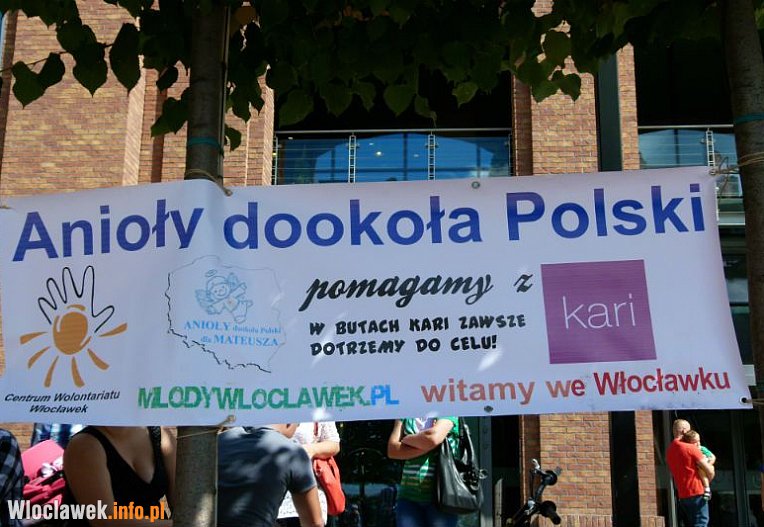 Anioły dookoła Polski
ANIOŁY dookoła Polski
dla MATEUSZA
pomagamy z
kari
W BUTACH KARI ZAWSZE
DOTRZEMY DO CELU!
Centrum Wolontariatu
Włocławek
MLODYWLOCLAWEK.PL
witamy we Włocławku
Wloclawek.info.pl